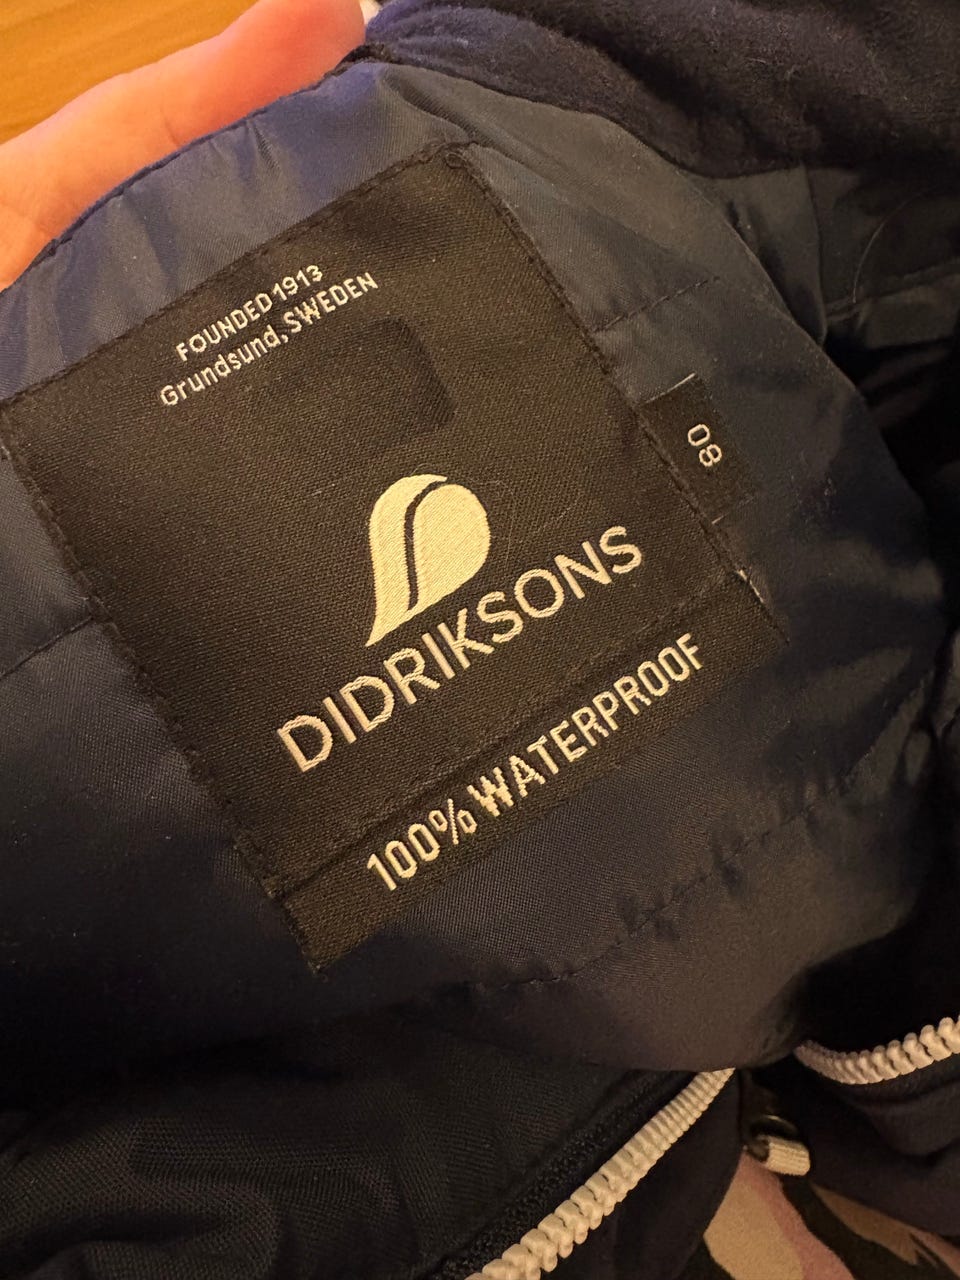 FOUNDED 1913
Grundsund, SWEDEN
80
DIDRIKSONS
100% WATERPROOF